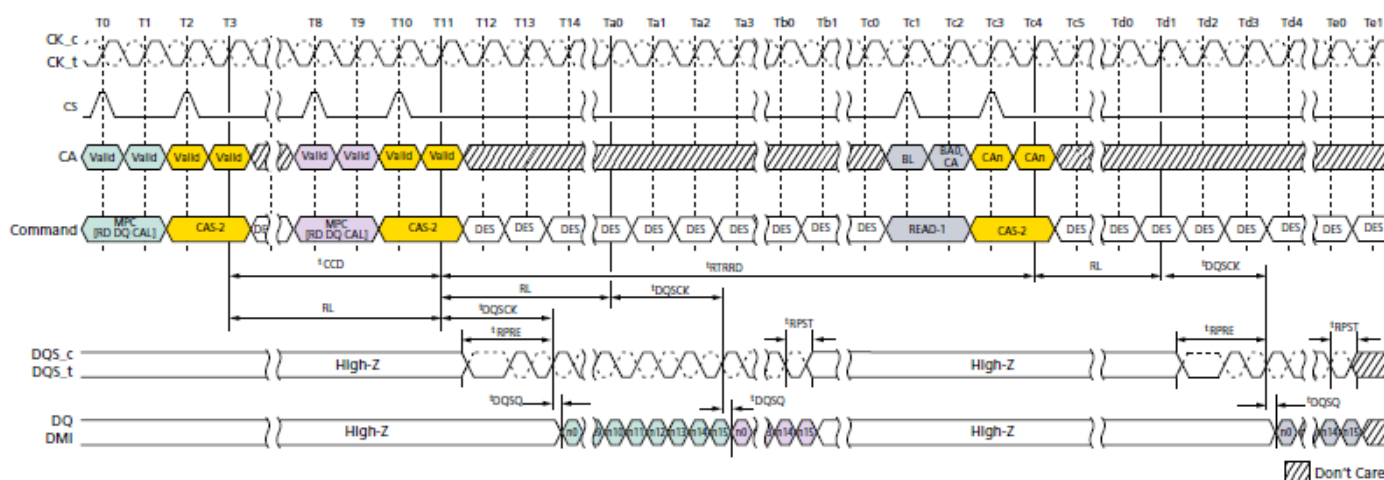 T0 T1 T2 T3 T8 T9 T10 T11 T12 T13 T14 Ta0 Ta1 Ta2 Ta3 Tb0 Tb1 Tc0 Tc1 Tc2 Tc3 Tc4 Tc5 Td0 Td1 Td2 Td3 Td4 Te0 Te1
CK_c
CK_t
CS
CA Valid Valid Valid Valid Valid Valid Valid Valid BL BA0, CA CAn CAn
Command MPC [RD DQ CAL] CAS-2 DE MPC [RD DQ CAL] CAS-2 DES DES DES DES DES DES DES DES DES DES READ-1 CAS-2 DES DES DES DES DES DES DES
tCCD tRTRRD RL tDQSCK
RL tDQSCK
RL tDQSCK
tRPRE tRPST tRPRE tRPST
DQS_c
DQS_t
High-Z High-Z
tDQSQ tDQSQ tDQSQ
DQ
DMI
High-Z n0 n10 n11 n12 n13 n14 n15 n0 n14 n15 High-Z n0 n14 n15
Don't Care